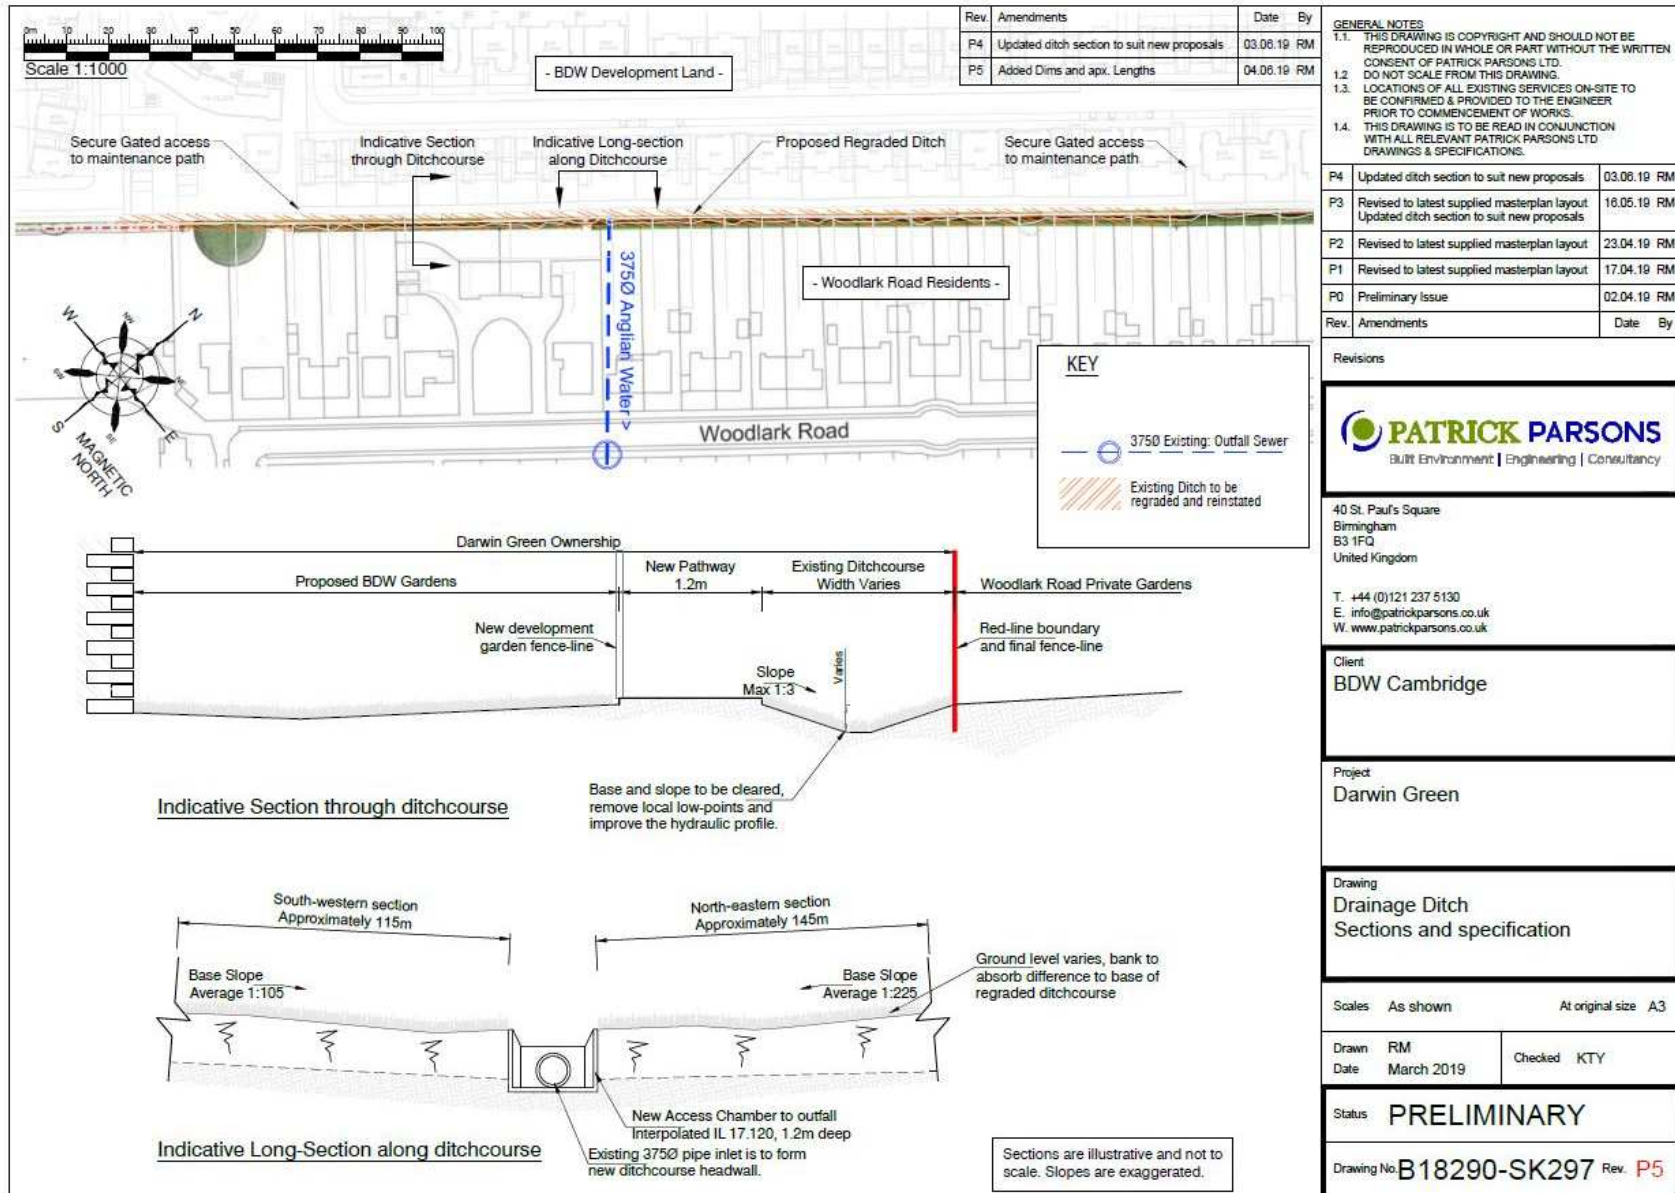 0m 10 20 30 40 50 60 70 80 90 100
Scale 1:1000
- BDW Development Land -
Rev. Amendments Date By
P4 Updated ditch section to suit new proposals 03.06.19 RM
P5 Added Dims and apx. Lengths 04.06.19 RM
Secure Gated access
to maintenance path
Indicative Section
through Ditchcourse
Indicative Long-section
along Ditchcourse
Proposed Regraded Ditch
Secure Gated access
to maintenance path
375Ø Anglian Water >
- Woodlark Road Residents -
Woodlark Road
W NW N
SW NE
S SE E
MAGNETIC
NORTH
KEY
375Ø Existing: Outfall Sewer
Existing Ditch to be
regraded and reinstated
Darwin Green Ownership
Proposed BDW Gardens
New Pathway
1.2m
Existing Ditchcourse
Width Varies
Woodlark Road Private Gardens
New development
garden fence-line
Red-line boundary
and final fence-line
Slope
Max 1:3
Varies
Base and slope to be cleared,
remove local low-points and
improve the hydraulic profile.
Indicative Section through ditchcourse
South-western section
Approximately 115m
North-eastern section
Approximately 145m
Base Slope
Average 1:105
Base Slope
Average 1:225
Ground level varies, bank to
absorb difference to base of
regraded ditchcourse
New Access Chamber to outfall
Interpolated IL 17.120, 1.2m deep
Existing 375Ø pipe inlet is to form
new ditchcourse headwall.
Indicative Long-Section along ditchcourse
Sections are illustrative and not to
scale. Slopes are exaggerated.
GENERAL NOTES
1.1. THIS DRAWING IS COPYRIGHT AND SHOULD NOT BE
REPRODUCED IN WHOLE OR PART WITHOUT THE WRITTEN
CONSENT OF PATRICK PARSONS LTD.
1.2 DO NOT SCALE FROM THIS DRAWING.
1.3. LOCATIONS OF ALL EXISTING SERVICES ON-SITE TO
BE CONFIRMED & PROVIDED TO THE ENGINEER
PRIOR TO COMMENCEMENT OF WORKS.
1.4. THIS DRAWING IS TO BE READ IN CONJUNCTION
WITH ALL RELEVANT PATRICK PARSONS LTD
DRAWINGS & SPECIFICATIONS.
P4 Updated ditch section to suit new proposals 03.06.19 RM
P3 Revised to latest supplied masterplan layout 16.05.19 RM
Updated ditch section to suit new proposals
P2 Revised to latest supplied masterplan layout 23.04.19 RM
P1 Revised to latest supplied masterplan layout 17.04.19 RM
P0 Preliminary Issue 02.04.19 RM
Rev. Amendments Date By
Revisions
PATRICK PARSONS
Built Environment | Engineering | Consultancy
40 St. Paul's Square
Birmingham
B3 1FQ
United Kingdom
T. +44 (0)121 237 5130
E. info@patrickparsons.co.uk
W. www.patrickparsons.co.uk
Client
BDW Cambridge
Project
Darwin Green
Drawing
Drainage Ditch
Sections and specification
Scales As shown At original size A3
Drawn RM Checked KTY
Date March 2019
Status PRELIMINARY
Drawing No. B18290-SK297 Rev. P5